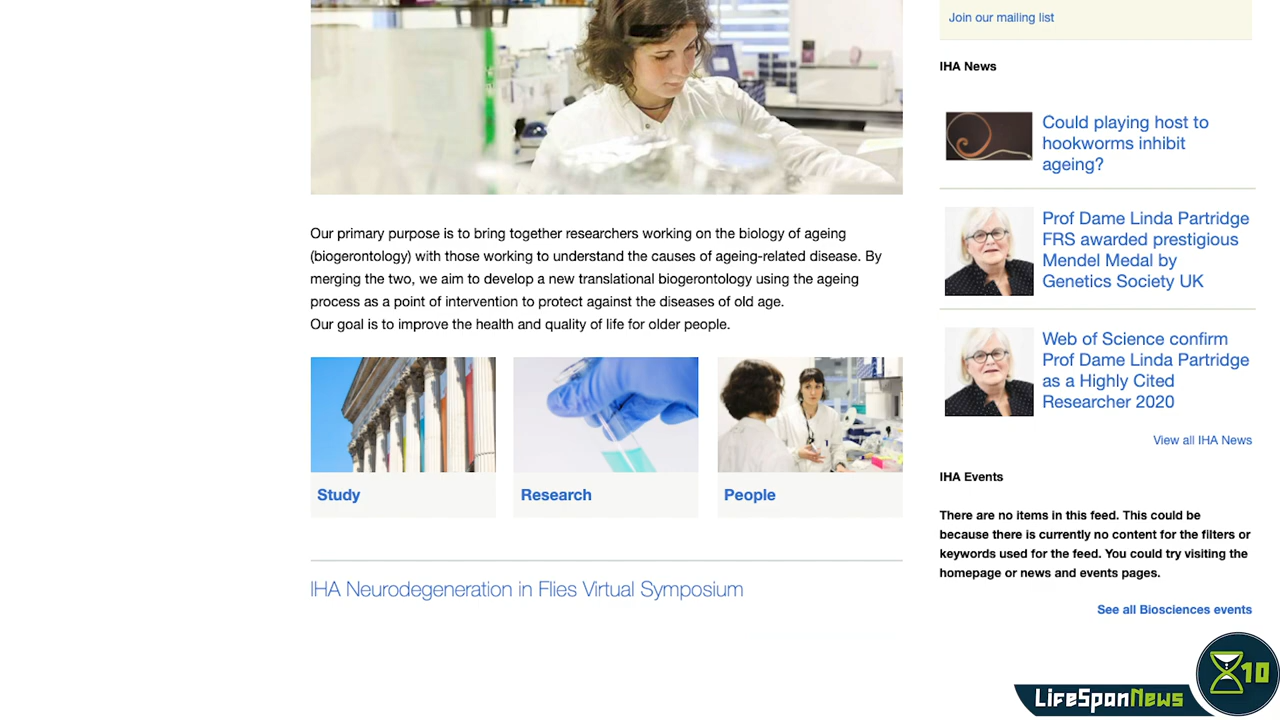 Join our mailing list
IHA News
Could playing host to
hookworms inhibit
ageing?
Prof Dame Linda Partridge
FRS awarded prestigious
Mendel Medal by
Genetics Society UK
Web of Science confirm
Prof Dame Linda Partridge
as a Highly Cited
Researcher 2020
View all IHA News
IHA Events
There are no items in this feed. This could be
because there is currently no content for the filters or
keywords used for the feed. You could try visiting the
homepage or news and events pages.
See all Biosciences events
Our primary purpose is to bring together researchers working on the biology of ageing
(biogerontology) with those working to understand the causes of ageing-related disease. By
merging the two, we aim to develop a new translational biogerontology using the ageing
process as a point of intervention to protect against the diseases of old age.
Our goal is to improve the health and quality of life for older people.
Study
Research
People
IHA Neurodegeneration in Flies Virtual Symposium
LifeSpanNews
10